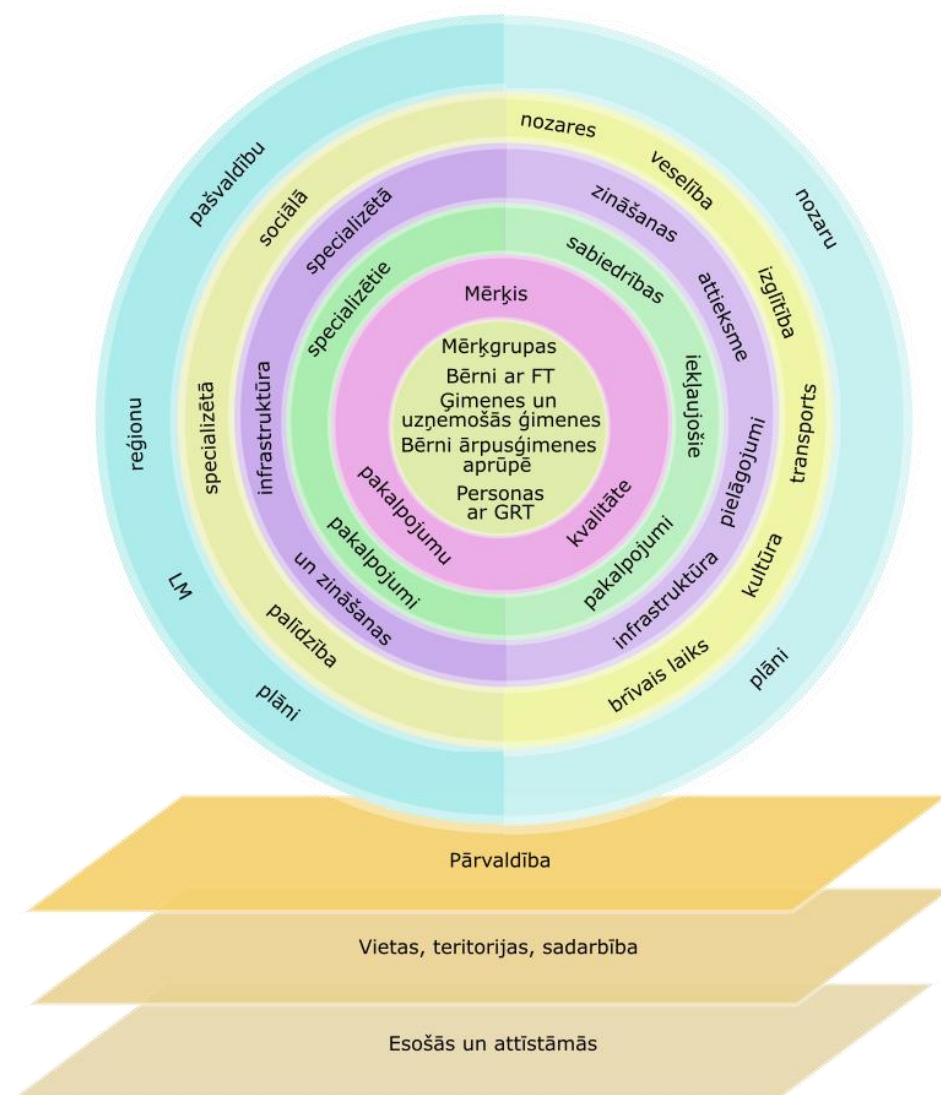 nozares
veselība
izglītība
transports
kultūra
brīvais laiks
pašvaldību
reģionu
LM
plāni
nozaru
plāni
sociālā
specializētā
palīdzība
specializētā
infrastruktūra
un zināšanas
zināšanas
attieksme
pielāgojumi
infrastruktūra
specializētie
pakalpojumi
sabiedrības
iekļaujošie
pakalpojumi
Mērķis
pakalpojumu
kvalitāte
Mērķgrupas
Bērni ar FT
Ģimenes un
uzņemošās ģimenes
Bērni ārpusģimenes
aprūpē
Personas
ar GRT
Pārvaldība
Vietas, teritorijas, sadarbība
Esošās un attīstāmās